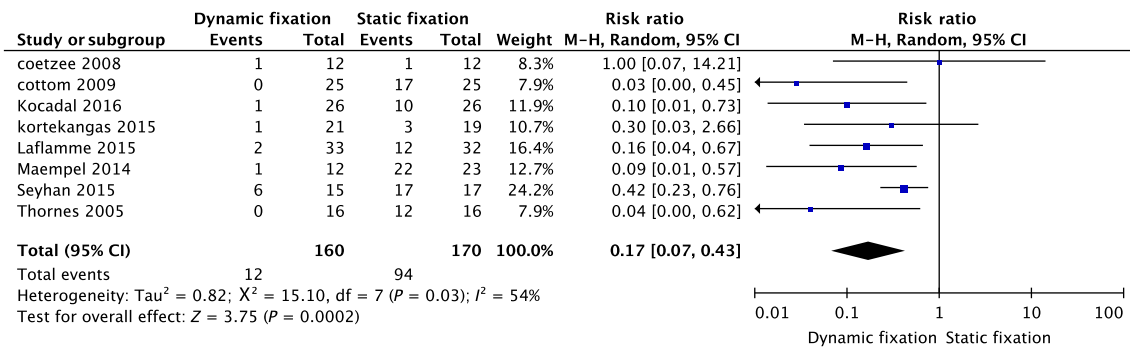 Dynamic fixation Static fixation Risk ratio Risk ratio
Study or subgroup Events Total Events Total Weight M-H, Random, 95% CI M-H, Random, 95% CI
coetzee 2008 1 12 1 12 8.3% 1.00 [0.07, 14.21]
cottom 2009 0 25 17 25 7.9% 0.03 [0.00, 0.45]
Kocadal 2016 1 26 10 26 11.9% 0.10 [0.01, 0.73]
kortekangas 2015 1 21 3 19 10.7% 0.30 [0.03, 2.66]
Laflamme 2015 2 33 12 32 16.4% 0.16 [0.04, 0.67]
Maempel 2014 1 12 22 23 12.7% 0.09 [0.01, 0.57]
Seyhan 2015 6 15 17 17 24.2% 0.42 [0.23, 0.76]
Thornes 2005 0 16 12 16 7.9% 0.04 [0.00, 0.62]
Total (95% CI) 160 170 100.0% 0.17 [0.07, 0.43]
Total events 12 94
Heterogeneity: Tau² = 0.82; X² = 15.10, df = 7 (P = 0.03); I² = 54%
Test for overall effect: Z = 3.75 (P = 0.0002)
0.01 0.1 1 10 100
Dynamic fixation Static fixation